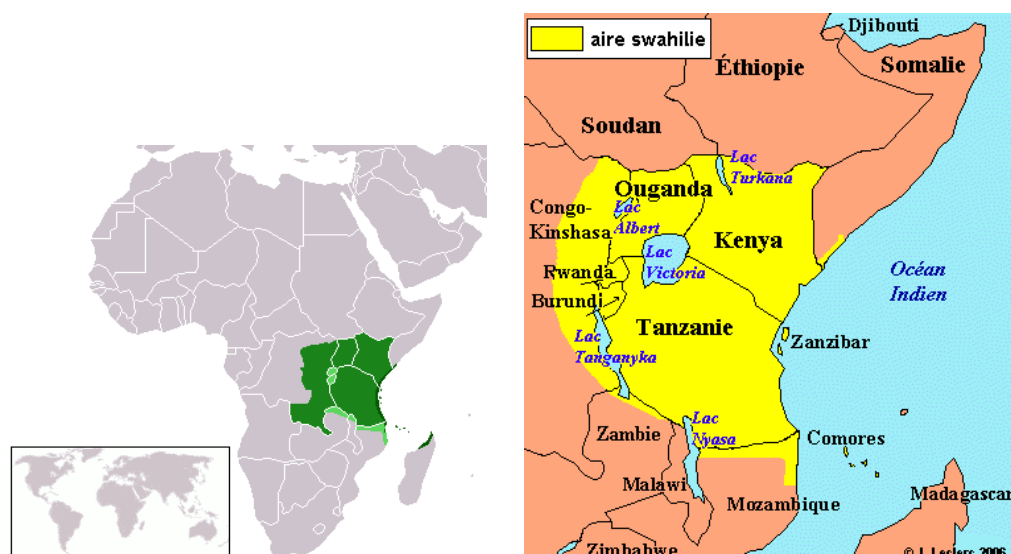 aire swahilie
Djibouti
Éthiopie
Somalie
Soudan
Lac
Turkana
Ouganda
Congo-
Kinshasa
Lac
Albert
Kenya
Lac
Victoria
Océan
Indien
Rwanda
Burundi
Tanzanie
Zanzibar
Lac
Tanganyka
Lac
Nyasa
Zambie
Comores
Malawi
Mozambique
Madagascar
Zimbabwe
© J. Leclerc 2006